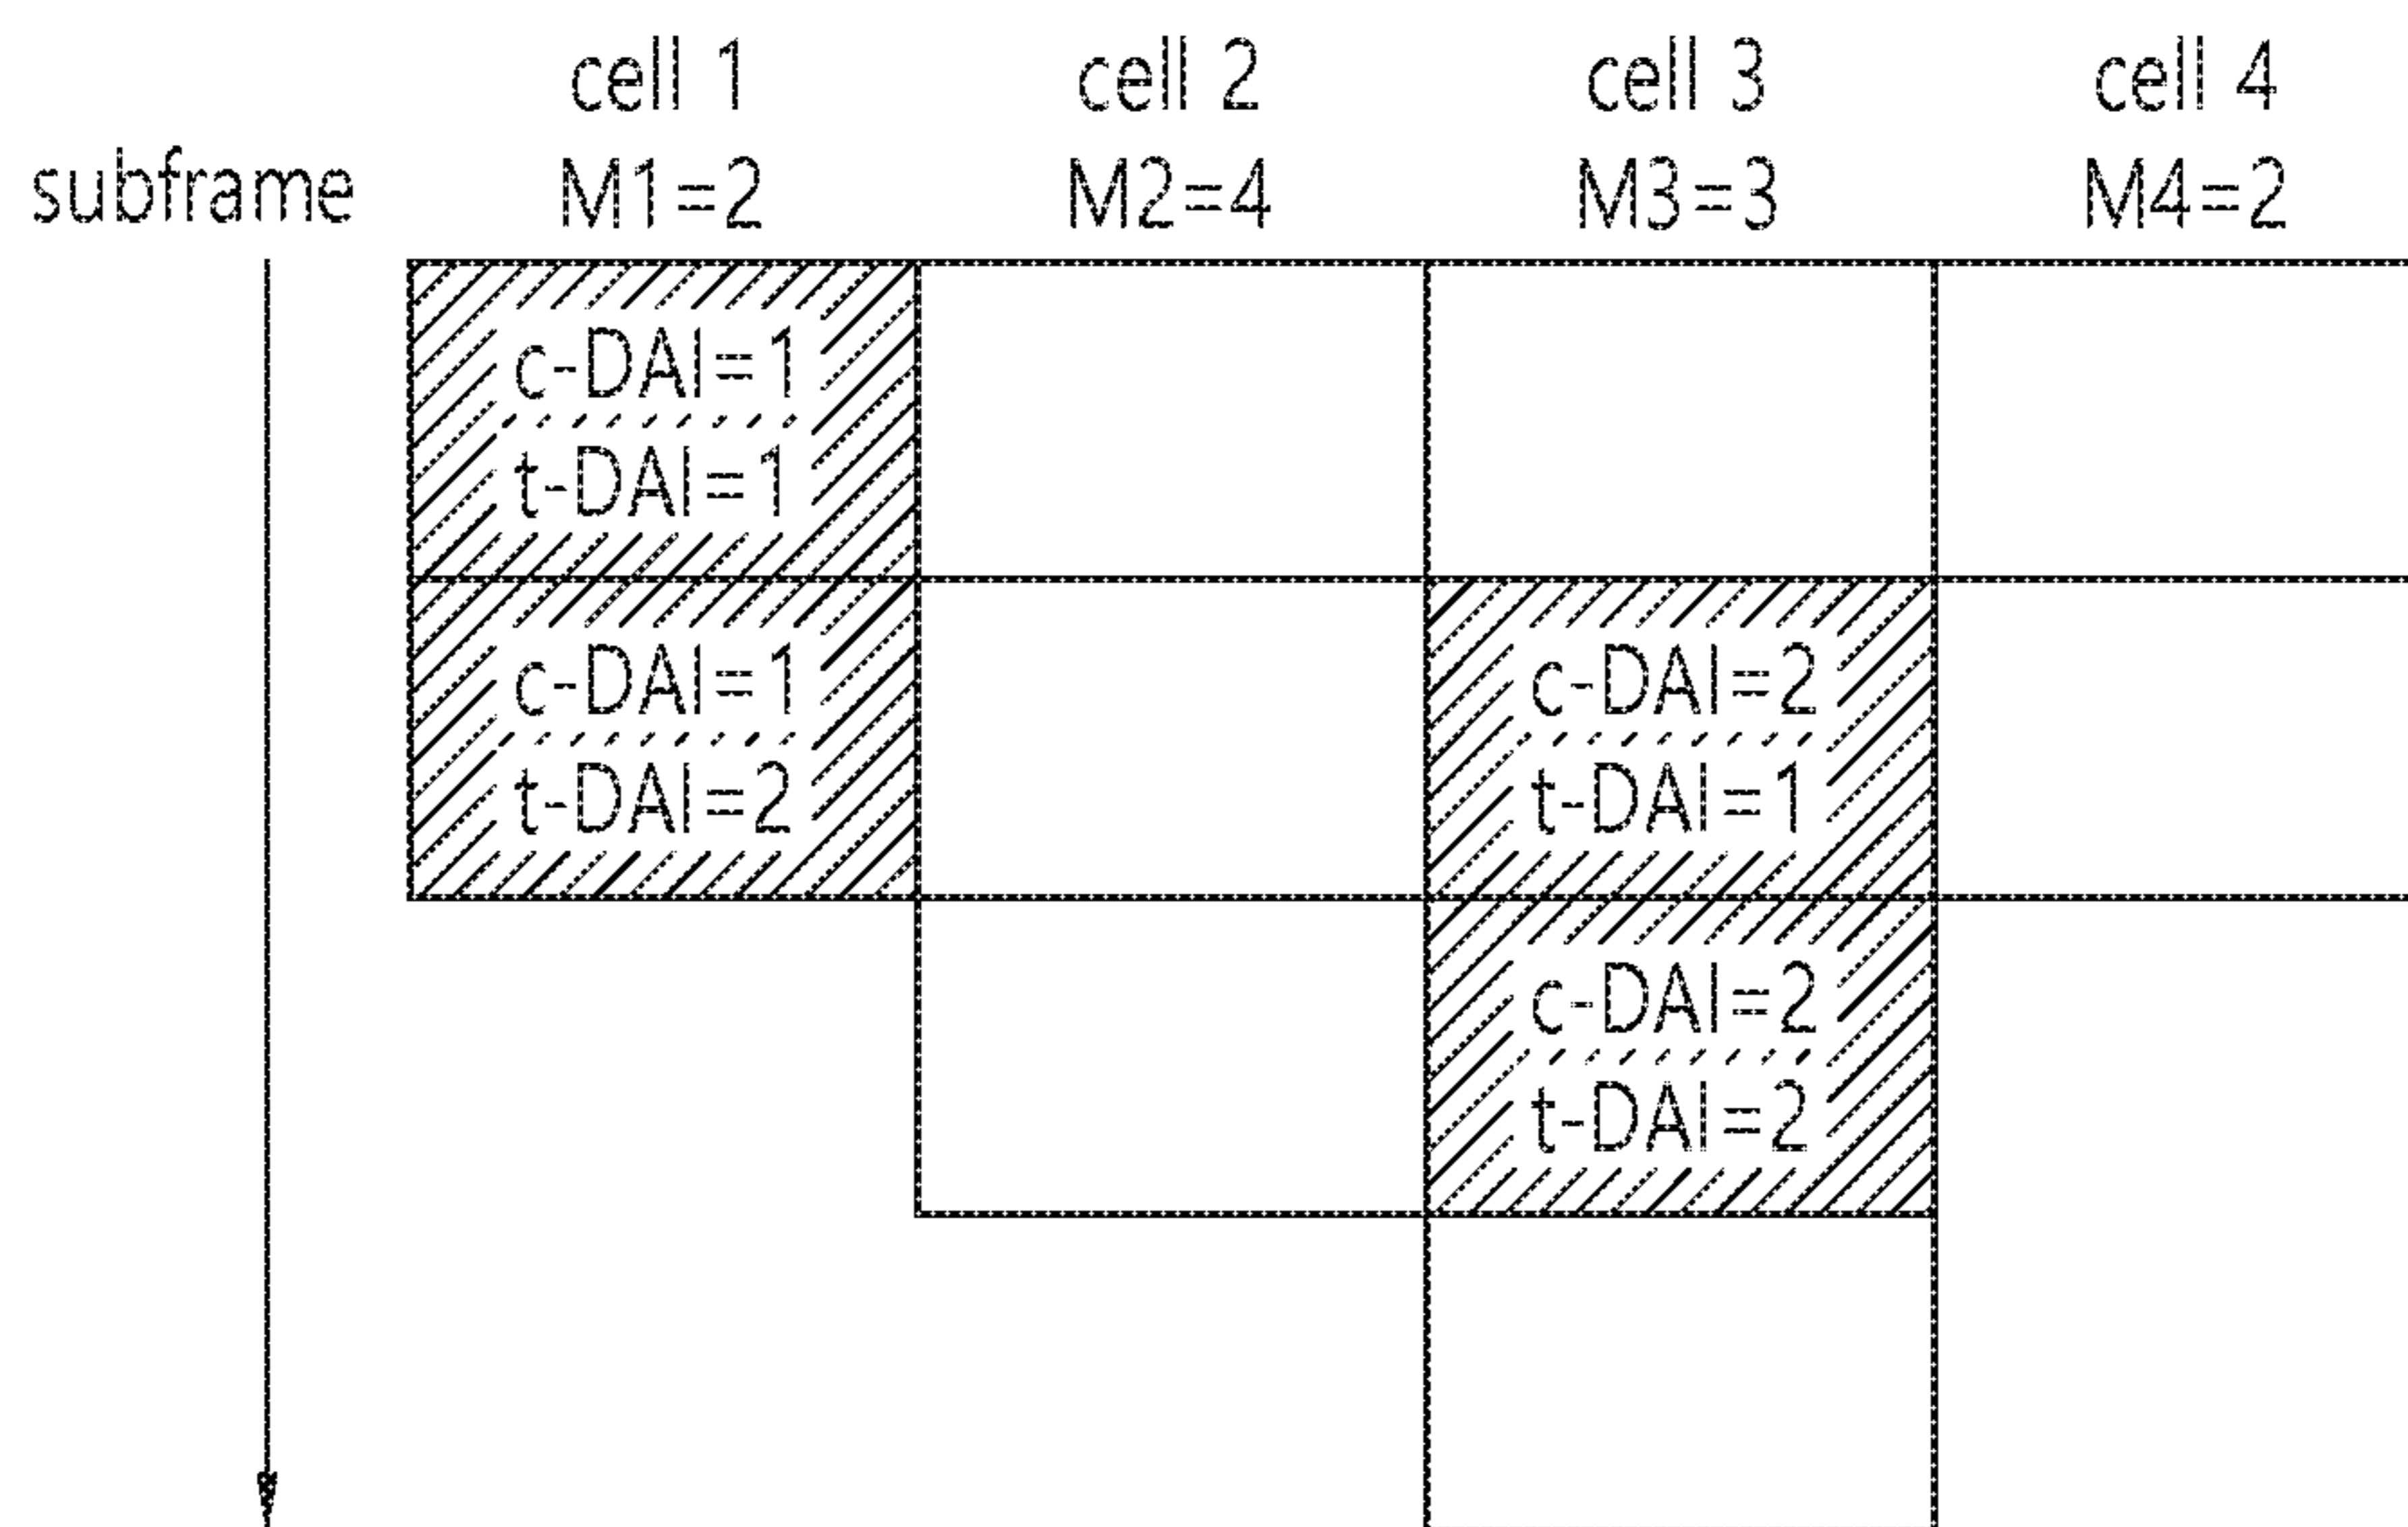 cell 1 cell 2 cell 3 cell 4
subframe M1=2 M2=4 M3=3 M4=2
c-DAI=1
t-DAI=1
c-DAI=1 c-DAI=2
t-DAI=2 t-DAI=1
c-DAI=2
t-DAI=2